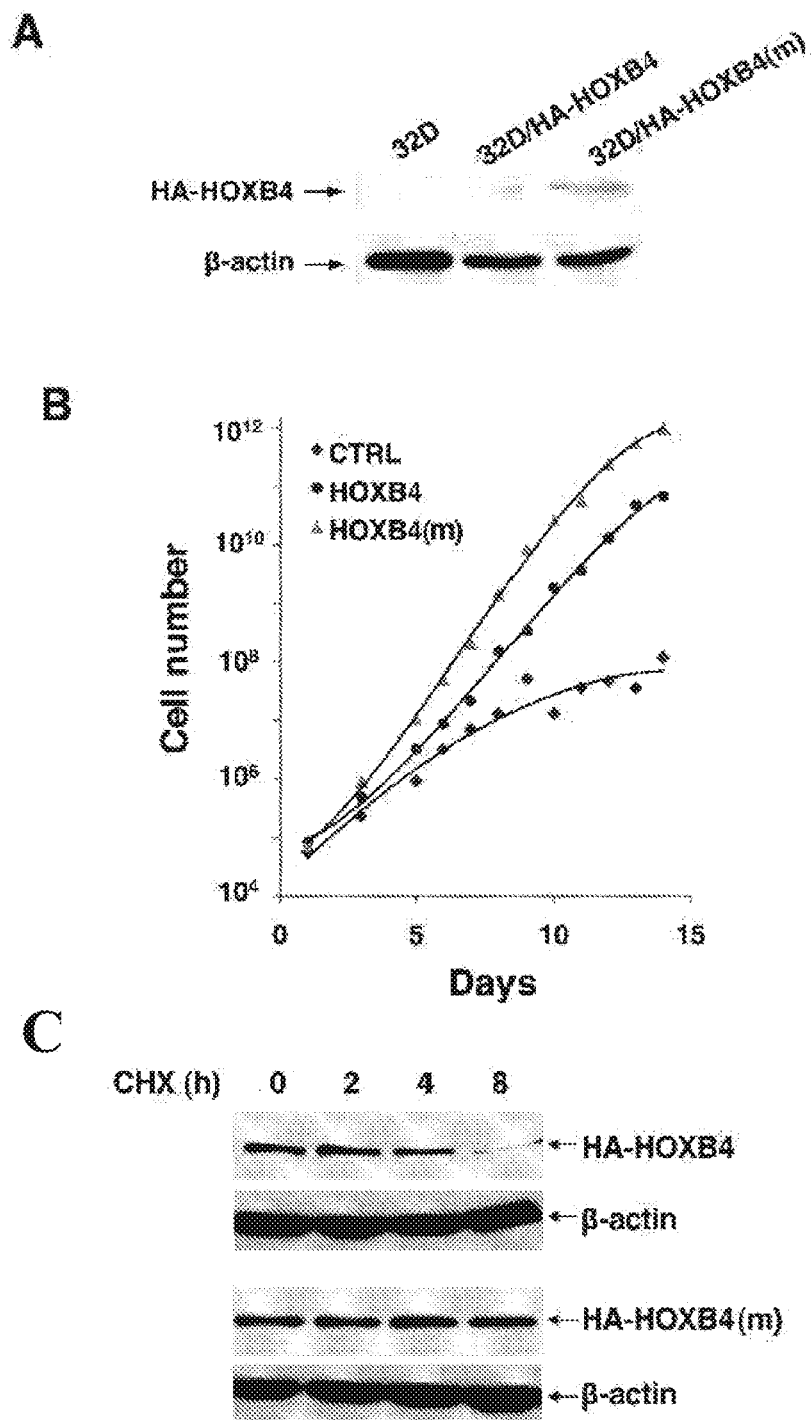 A
32D 32D/HA-HOXB4 32D/HA-HOXB4(m)
HA-HOXB4
β-actin
B
10¹²
10¹⁰
10⁸
10⁶
10⁴
CTRL
HOXB4
HOXB4(m)
Cell number
0 5 10 15
Days
C
CHX (h) 0 2 4 8
HA-HOXB4
β-actin
HA-HOXB4(m)
β-actin